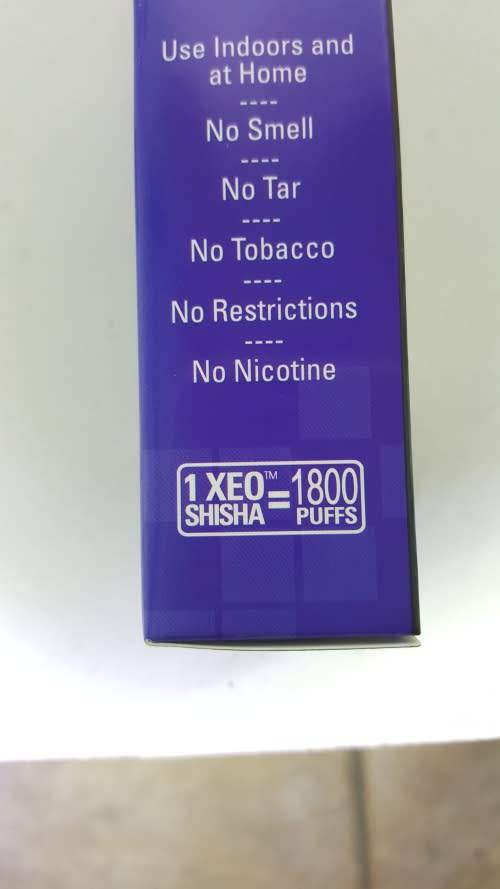 Use Indoors and
at Home
----
No Smell
----
No Tar
----
No Tobacco
----
No Restrictions
----
No Nicotine
1 XEO™ = 1800
SHISHA PUFFS